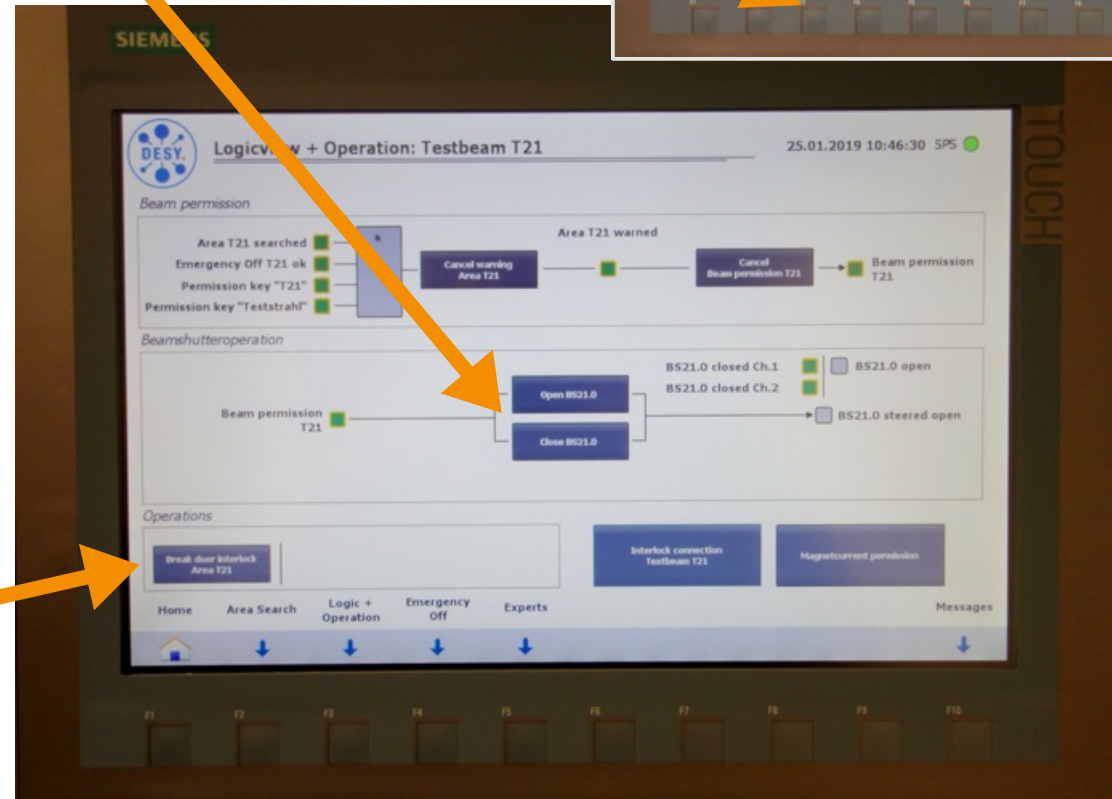 SIEMENS
TOUCH
DESY.
Logicview + Operation: Testbeam T21
25.01.2019 10:46:30 SPS
Beam permission
Area T21 searched
Emergency Off T21 ok
Permission key "T21"
Permission key "Teststrahl"
&
Cancel warning
Area T21
Area T21 warned
Cancel
Beam permission T21
Beam permission
T21
Beamshutteroperation
Beam permission
T21
Open BS21.0
Close BS21.0
BS21.0 closed Ch.1
BS21.0 closed Ch.2
BS21.0 open
BS21.0 steered open
Operations
Break door interlock
Area T21
Interlock connection
Testbeam T21
Magnetcurrent permission
Home
Area Search
Logic +
Operation
Emergency
Off
Experts
Messages
F1 F2 F3 F4 F5 F6 F7 F8 F9 F10